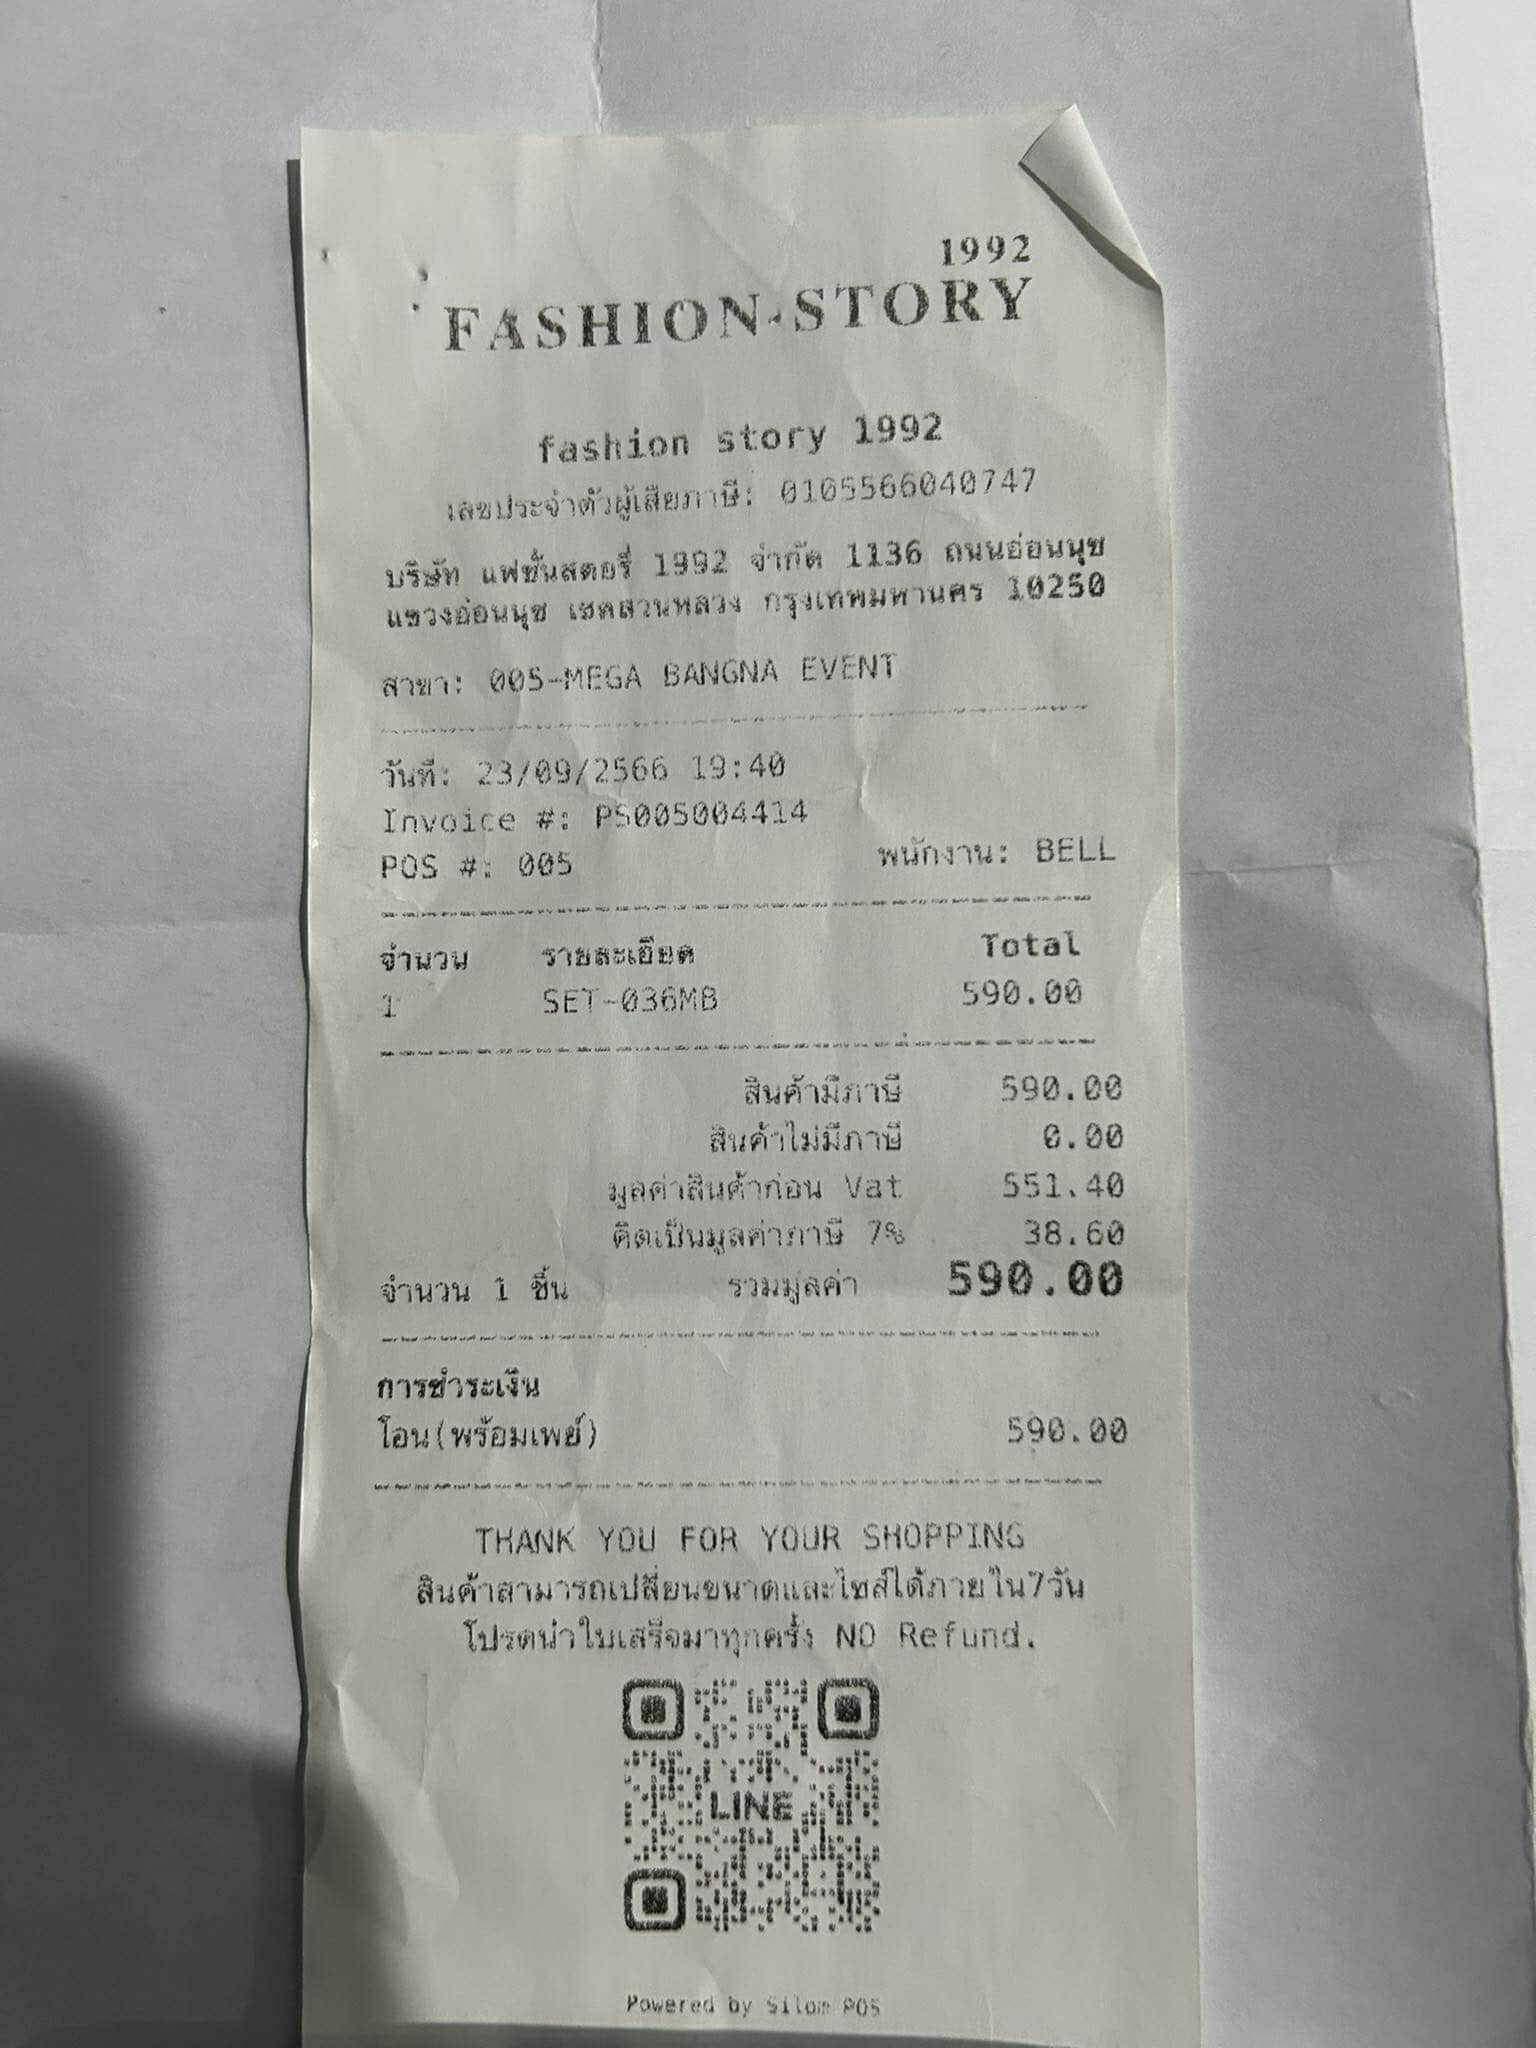 1992
FASHION STORY
fashion story 1992
เลขประจำตัวผู้เสียภาษี: 0105566040747
บริษัท แฟชั่นสตอรี่ 1992 จำกัด 1136 ถนนอ่อนนุช
แขวงอ่อนนุช เขตสวนหลวง กรุงเทพมหานคร 10250
สาขา: 005-MEGA BANGNA EVENT
วันที่: 23/09/2566 19:40
Invoice #: PS005004414
POS #: 005 พนักงาน: BELL
จำนวน รายละเอียด Total
1 SET-036MB 590.00
สินค้ามีภาษี 590.00
สินค้าไม่มีภาษี 0.00
มูลค่าสินค้าก่อน Vat 551.40
คิดเป็นมูลค่าภาษี 7% 38.60
จำนวน 1 ชิ้น รวมมูลค่า 590.00
การชำระเงิน
โอน(พร้อมเพย์) 590.00
THANK YOU FOR YOUR SHOPPING
สินค้าสามารถเปลี่ยนขนาดและไซส์ได้ภายใน7วัน
โปรดนำใบเสร็จมาทุกครั้ง NO Refund.
LINE
Powered by Silom POS